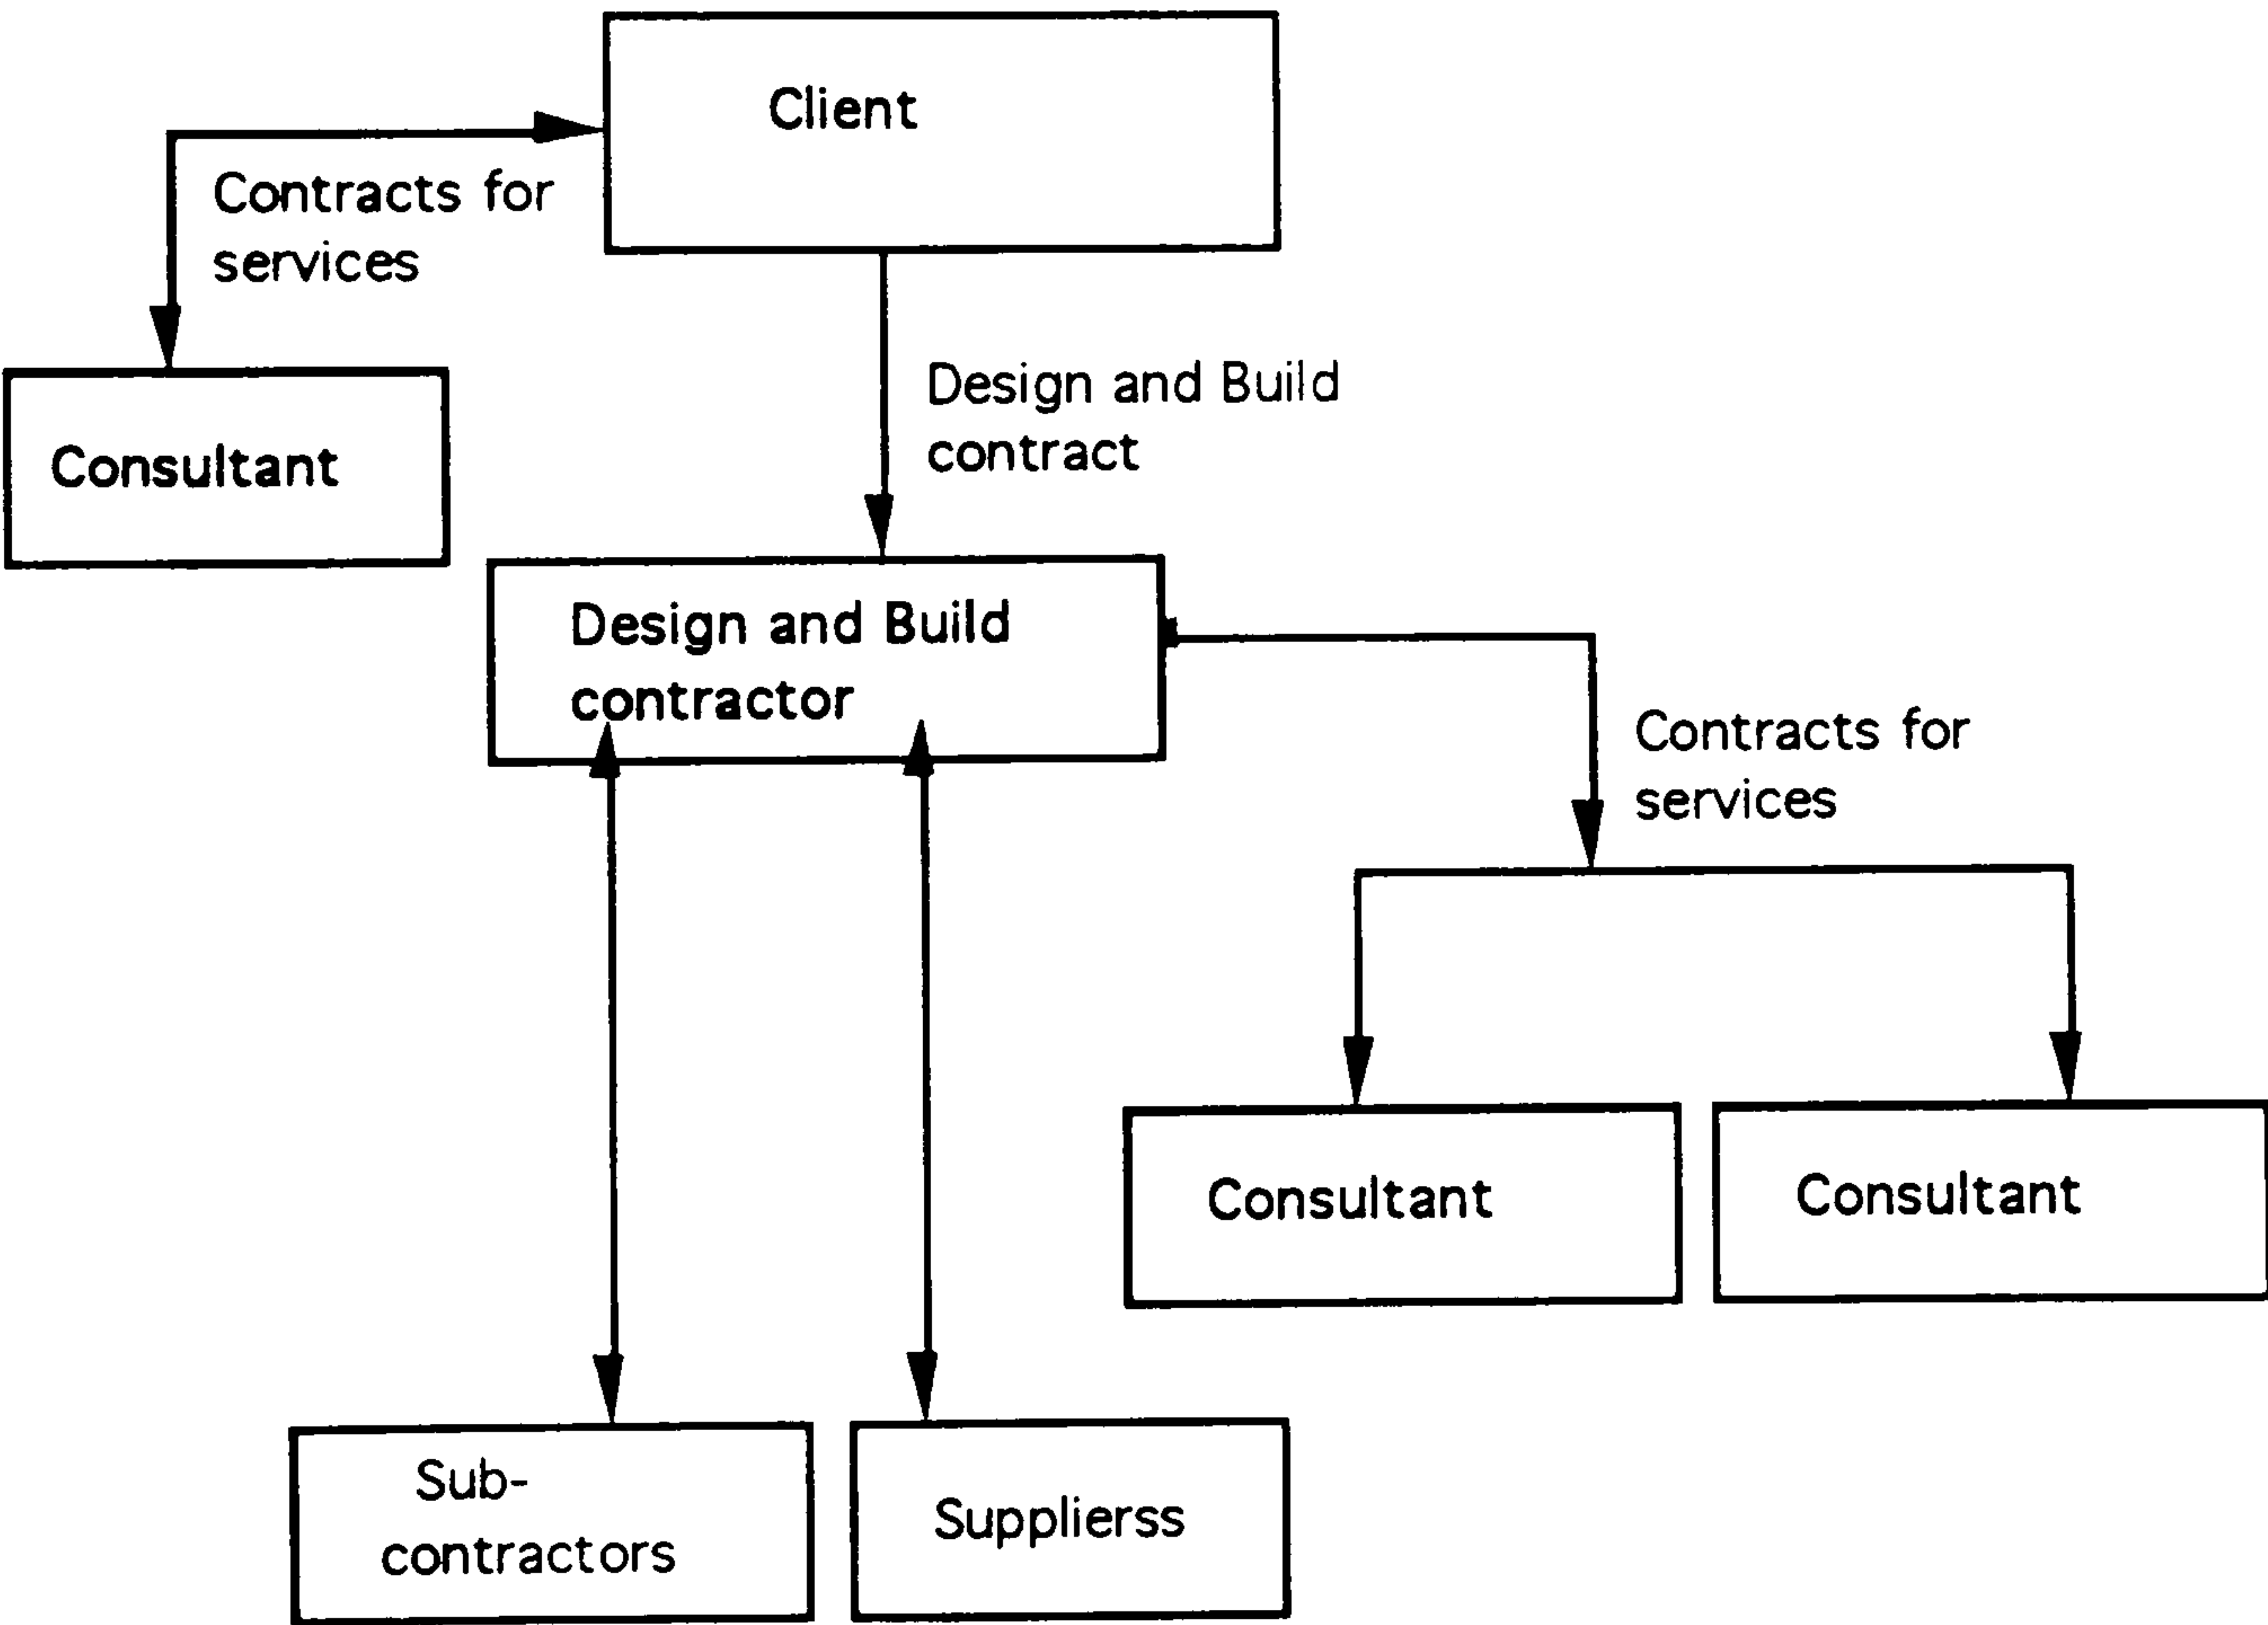 Client
Contracts for
services
Design and Build
contract
Consultant
Design and Build
contractor
Contracts for
services
Consultant
Consultant
Sub-
contractors
Supplierss